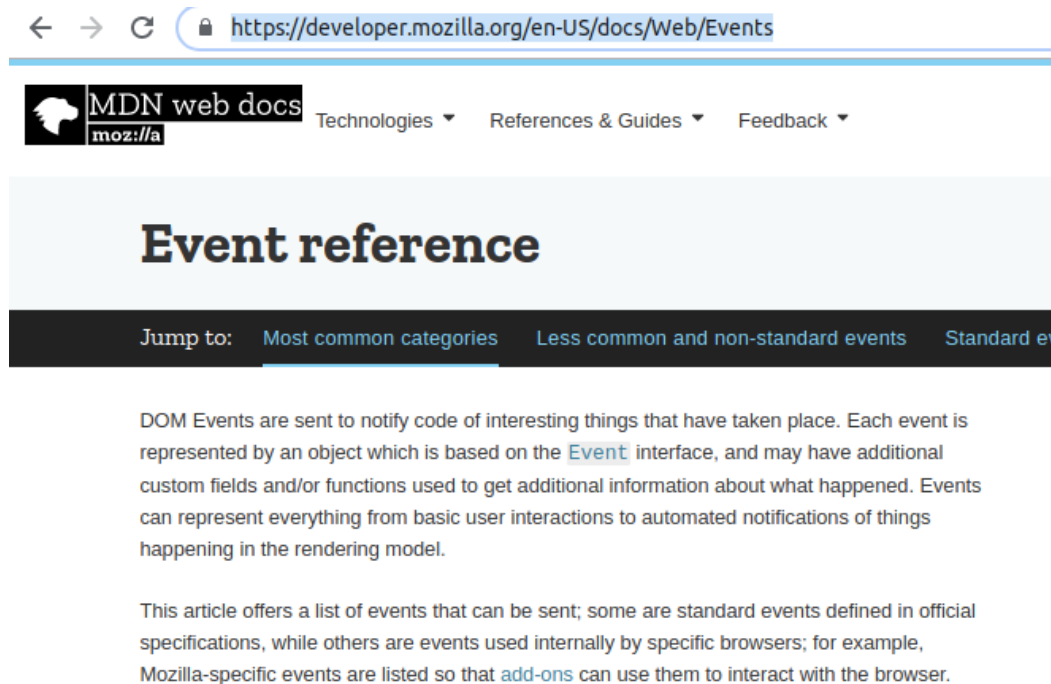 https://developer.mozilla.org/en-US/docs/Web/Events
MDN web docs
moz://a
Technologies ▼ References & Guides ▼ Feedback ▼
Event reference
Jump to: Most common categories Less common and non-standard events Standard ev
DOM Events are sent to notify code of interesting things that have taken place. Each event is
represented by an object which is based on the Event interface, and may have additional
custom fields and/or functions used to get additional information about what happened. Events
can represent everything from basic user interactions to automated notifications of things
happening in the rendering model.
This article offers a list of events that can be sent; some are standard events defined in official
specifications, while others are events used internally by specific browsers; for example,
Mozilla-specific events are listed so that add-ons can use them to interact with the browser.